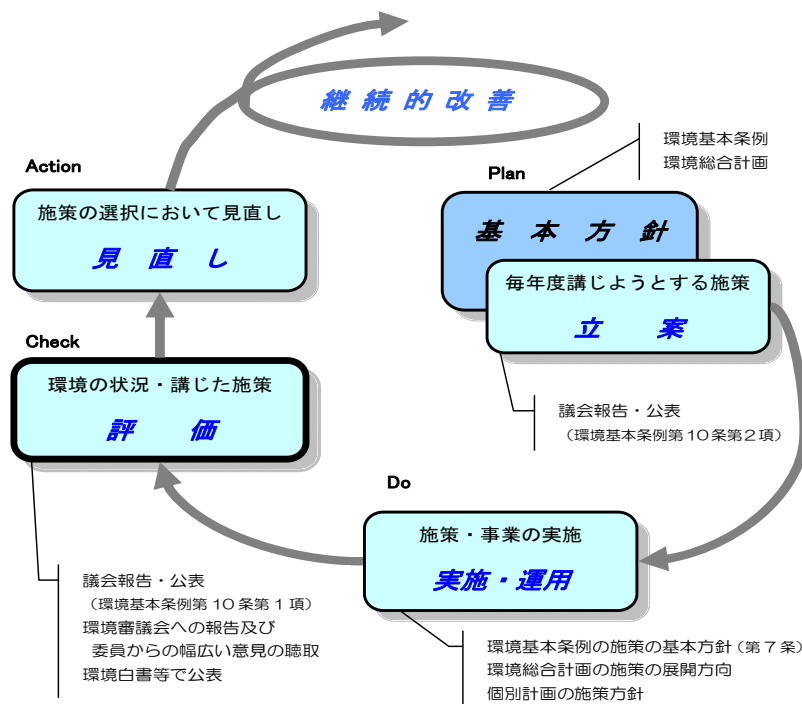 継続的改善
Plan
環境基本条例
環境総合計画
基本方針
毎年度講じようとする施策
立案
議会報告・公表
（環境基本条例第10条第２項）
Do
施策・事業の実施
実施・運用
環境基本条例の施策の基本方針（第７条）
環境総合計画の施策の展開方向
個別計画の施策方針
Check
環境の状況・講じた施策
評価
議会報告・公表
（環境基本条例第10条第１項）
環境審議会への報告及び
委員からの幅広い意見の聴取
環境白書等で公表
Action
施策の選択において見直し
見直し